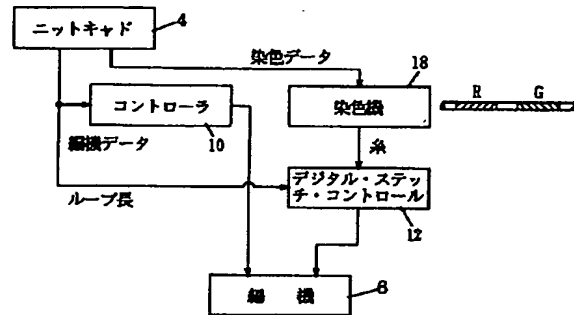 ニットキャド
4
染色データ
18
R
G
コントローラ
10
染色機
編機データ
糸
ループ長
デジタル・ステッ
チ・コントロール
12
編 機
6